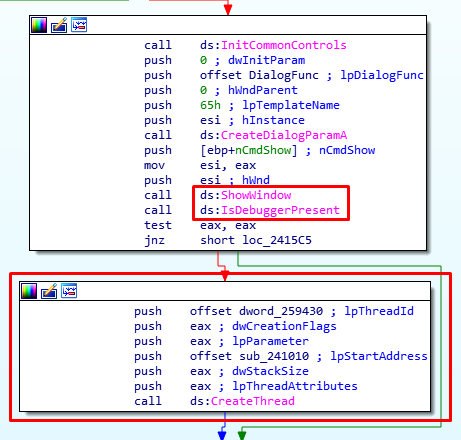 call ds:InitCommonControls
push 0 ; dwInitParam
push offset DialogFunc ; lpDialogFunc
push 0 ; hWndParent
push 65h ; lpTemplateName
push esi ; hInstance
call ds:CreateDialogParamA
push [ebp+nCmdShow] ; nCmdShow
mov esi, eax
push esi ; hWnd
call ds:ShowWindow
call ds:IsDebuggerPresent
test eax, eax
jnz short loc_2415C5
push offset dword_259430 ; lpThreadId
push eax ; dwCreationFlags
push eax ; lpParameter
push offset sub_241010 ; lpStartAddress
push eax ; dwStackSize
push eax ; lpThreadAttributes
call ds:CreateThread